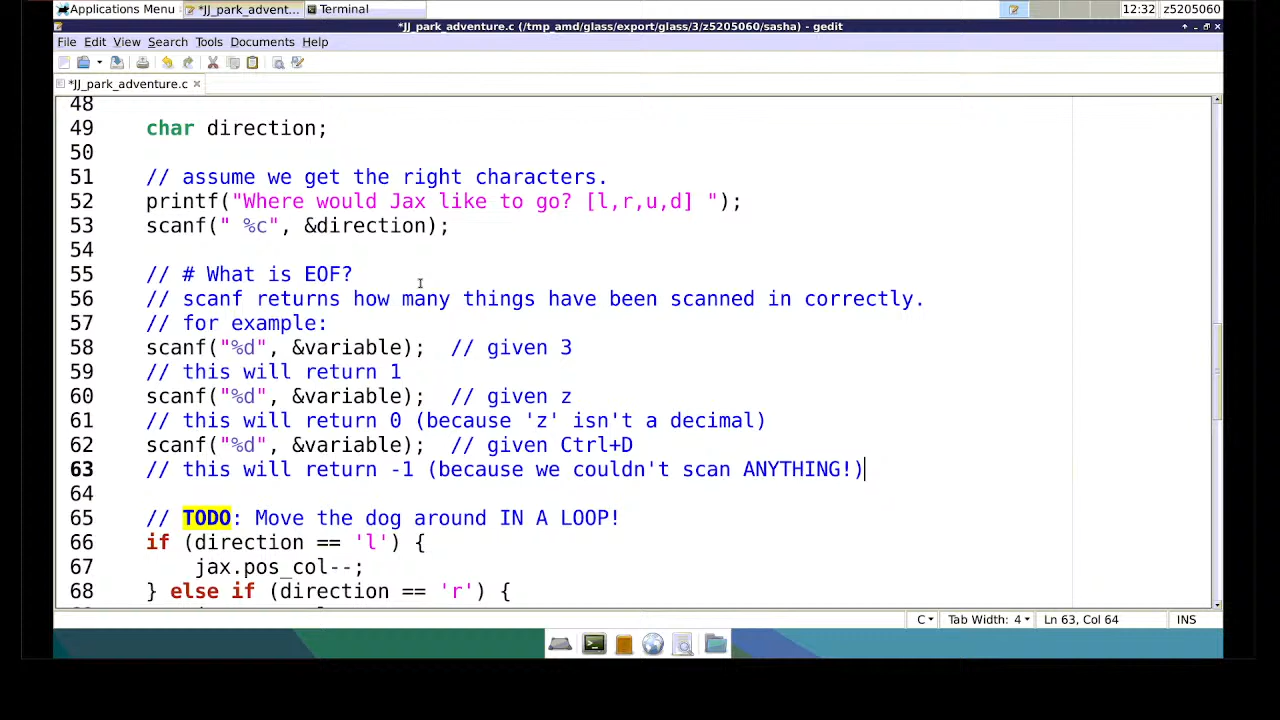 Applications Menu *JJ_park_advent... Terminal 12:32 z5205060
*JJ_park_adventure.c (/tmp_amd/glass/export/glass/3/z5205060/sasha) - gedit
File Edit View Search Tools Documents Help
*JJ_park_adventure.c
48
49 char direction;
50
51 // assume we get the right characters.
52 printf("Where would Jax like to go? [l,r,u,d] ");
53 scanf(" %c", &direction);
54
55 // # What is EOF?
56 // scanf returns how many things have been scanned in correctly.
57 // for example:
58 scanf("%d", &variable); // given 3
59 // this will return 1
60 scanf("%d", &variable); // given z
61 // this will return 0 (because 'z' isn't a decimal)
62 scanf("%d", &variable); // given Ctrl+D
63 // this will return -1 (because we couldn't scan ANYTHING!)
64
65 // TODO: Move the dog around IN A LOOP!
66 if (direction == 'l') {
67 jax.pos_col--;
68 } else if (direction == 'r') {
C Tab Width: 4 Ln 63, Col 64 INS